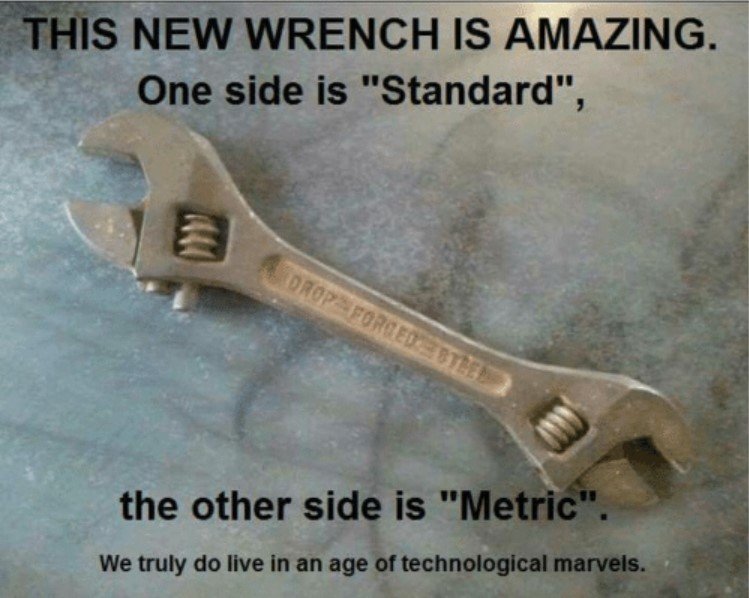 THIS NEW WRENCH IS AMAZING.
One side is "Standard",
DROP-FORGED-STEEL
the other side is "Metric".
We truly do live in an age of technological marvels.